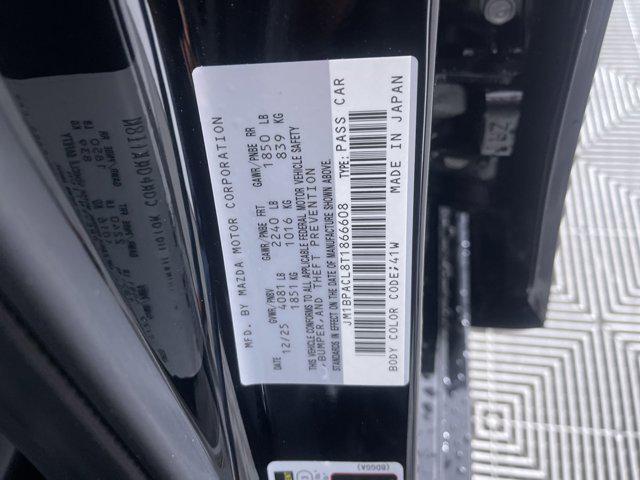 MFD. BY MAZDA MOTOR CORPORATION
DATE GVWR/PNBV GAWR/PNBE FRT GAWR/PNBE RR
12/25 4081 LB 2240 LB 1850 LB
1851 KG 1016 KG 839 KG
THIS VEHICLE CONFORMS TO ALL APPLICABLE FEDERAL MOTOR VEHICLE SAFETY
,BUMPER,AND THEFT PREVENTION
STANDARDS IN EFFECT ON THE DATE OF MANUFACTURE SHOWN ABOVE.
JM1BPACL8T1866608 TYPE: PASS CAR
BODY COLOR CODE;41W MADE IN JAPAN
(BDGGA)